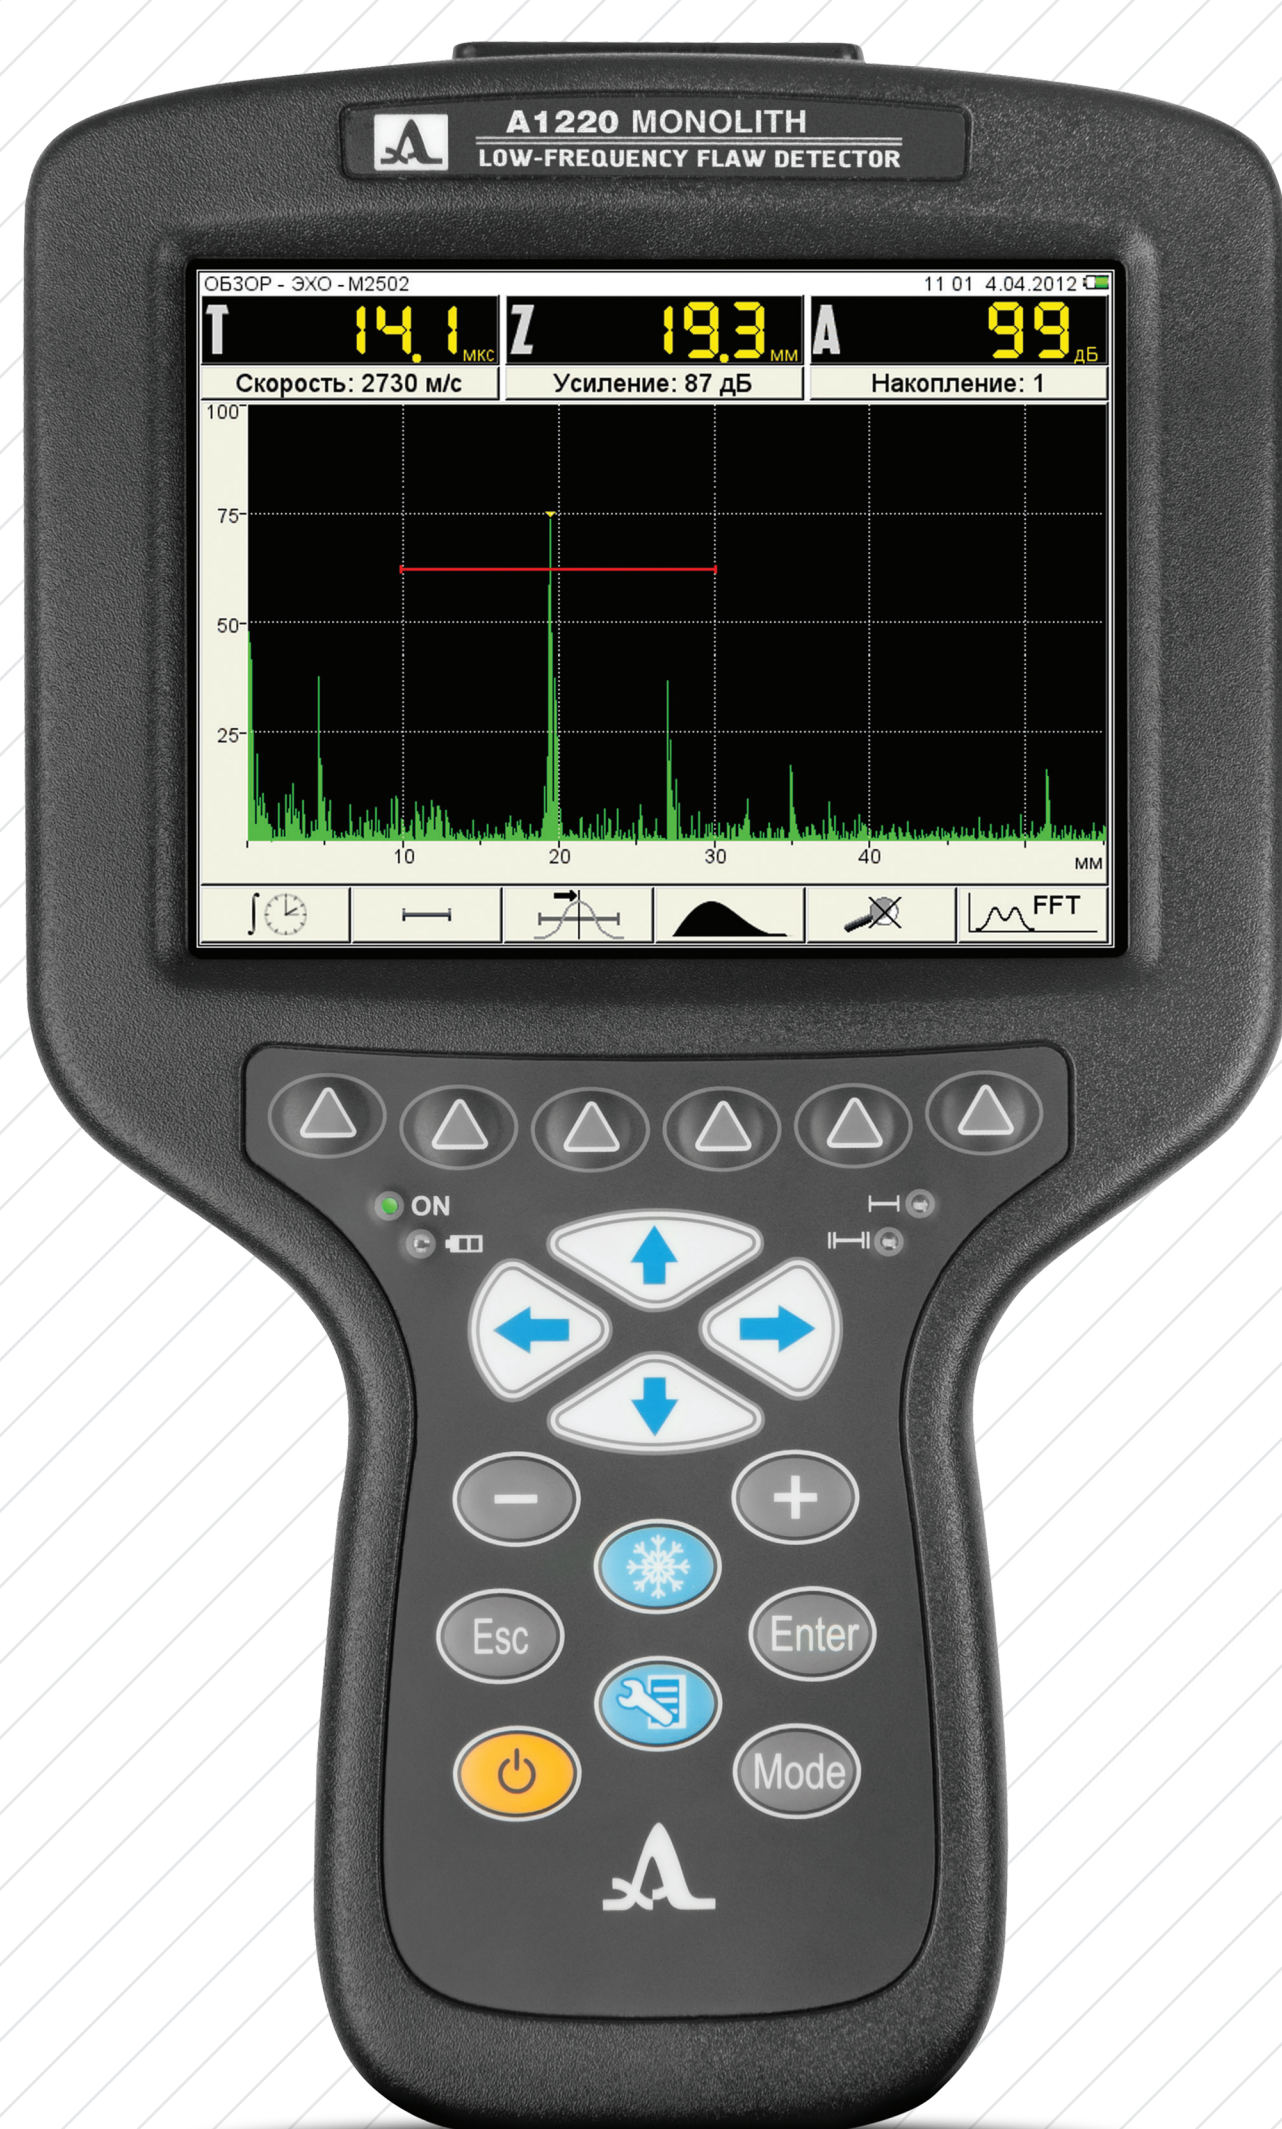 A1220 MONOLITH
LOW-FREQUENCY FLAW DETECTOR
ОБЗОР - ЭХО - М2502 11 01 4.04.2012
T 14.1 мкс Z 19.3 мм A 99 дБ
Скорость: 2730 м/с Усиление: 87 дБ Накопление: 1
100
75
50
25
10 20 30 40 мм
FFT
ON
Esc Enter
Mode